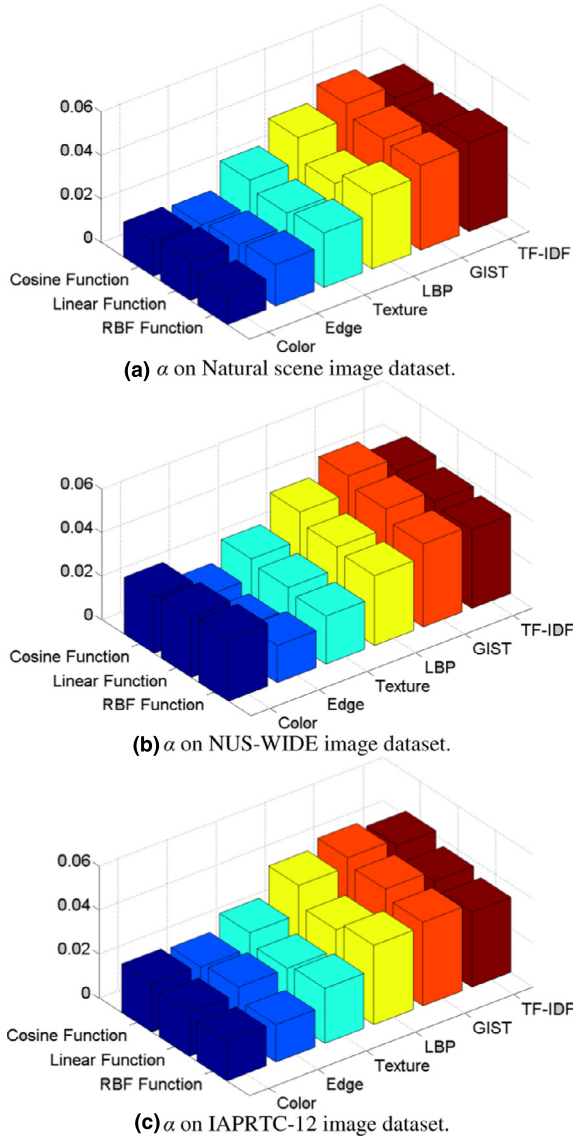 0.06
0.04
0.02
0
Cosine Function
Linear Function
RBF Function
Color
Edge
Texture
LBP
GIST
TF-IDF
(a) α on Natural scene image dataset.
0.06
0.04
0.02
0
Cosine Function
Linear Function
RBF Function
Color
Edge
Texture
LBP
GIST
TF-IDF
(b) α on NUS-WIDE image dataset.
0.06
0.04
0.02
0
Cosine Function
Linear Function
RBF Function
Color
Edge
Texture
LBP
GIST
TF-IDF
(c) α on IAPRTC-12 image dataset.